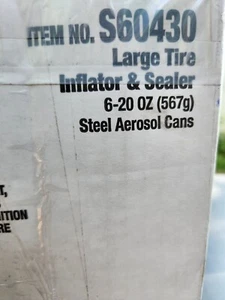 ITEM NO. S60430
Large Tire
Inflator & Sealer
6-20 OZ (567g)
Steel Aerosol Cans